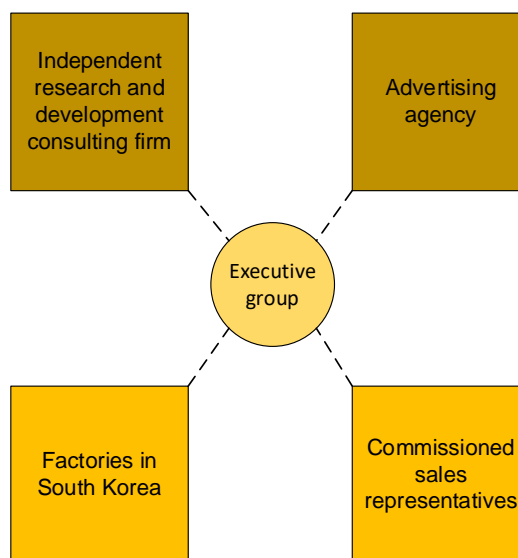 Independent
research and
development
consulting firm
Advertising
agency
Executive
group
Factories in
South Korea
Commissioned
sales
representatives